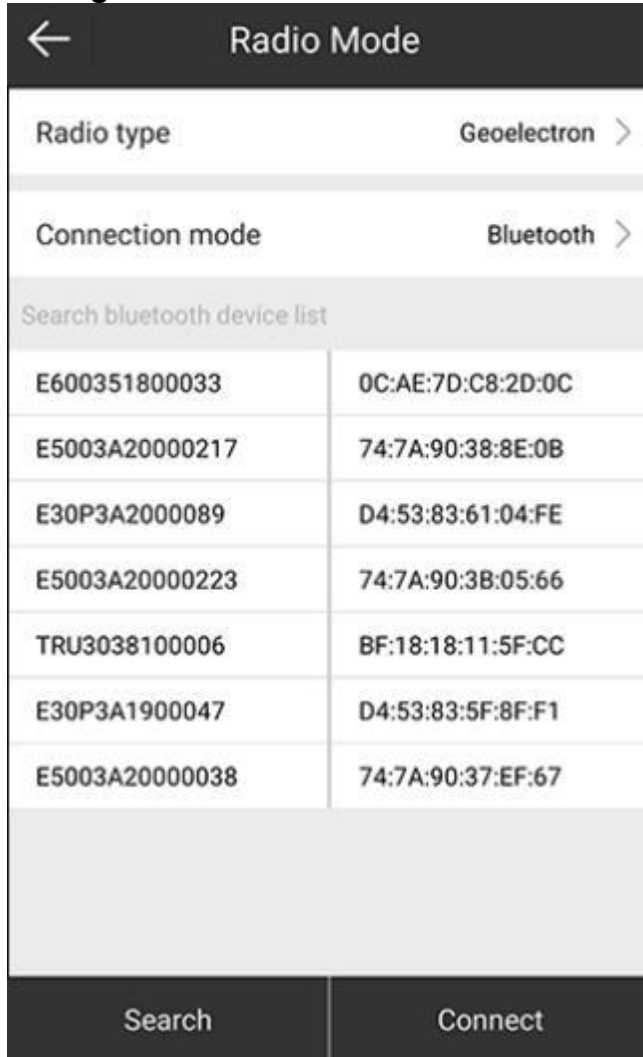 Radio Mode
Radio type Geoelectron
Connection mode Bluetooth
Search bluetooth device list
E600351800033 0C:AE:7D:C8:2D:0C
E5003A20000217 74:7A:90:38:8E:0B
E30P3A2000089 D4:53:83:61:04:FE
E5003A20000223 74:7A:90:3B:05:66
TRU3038100006 BF:18:18:11:5F:CC
E30P3A1900047 D4:53:83:5F:8F:F1
E5003A20000038 74:7A:90:37:EF:67
Search Connect